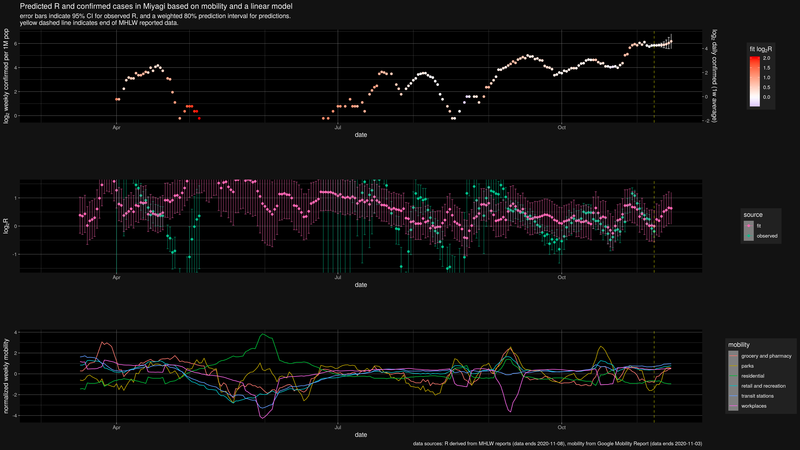 Predicted R and confirmed cases in Miyagi based on mobility and a linear model
error bars indicate 95% CI for observed R, and a weighted 80% prediction interval for predictions.
yellow dashed line indicates end of MHLW reported data.
log₂ weekly confirmed per 1M pop
6
4
2
0
Apr
Jul
Oct
date
4
2
0
-2
log₂ daily confirmed (1w average)
fit log₂R
2.0
1.5
1.0
0.5
0.0
log₂R
1
0
-1
Apr
Jul
Oct
date
source
fit
observed
normalized weekly mobility
4
2
0
-2
-4
Apr
Jul
Oct
date
mobility
grocery and pharmacy
parks
residential
retail and recreation
transit stations
workplaces
data sources: R derived from MHLW reports (data ends 2020-11-08), mobility from Google Mobility Report (data ends 2020-11-03)